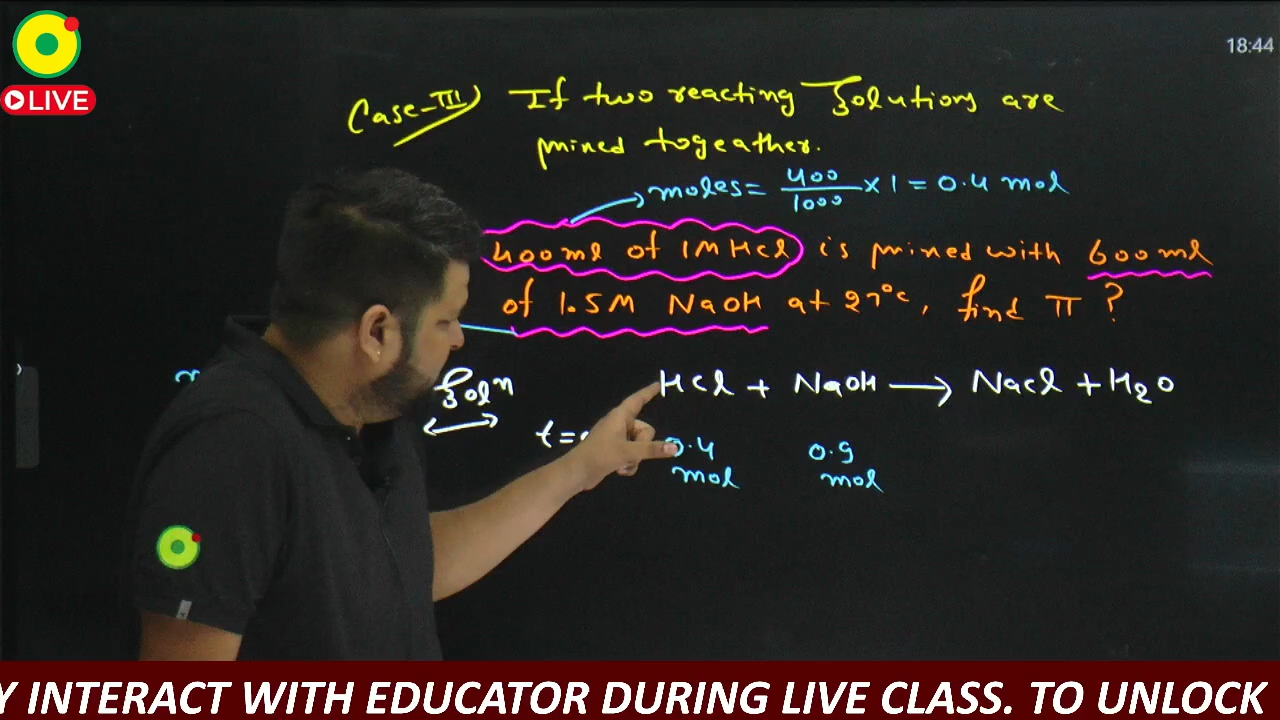 18:44
LIVE
Case-III) If two reacting Solutions are
mixed togeather.
moles = 400/1000 × 1 = 0.4 mol
400ml of 1M HCl is mixed with 600ml
of 1.5M NaOH at 27°c, find π ?
Soln
HCl + NaOH → NaCl + H2O
t=
0.4 0.9
mol mol
Y INTERACT WITH EDUCATOR DURING LIVE CLASS. TO UNLOCK